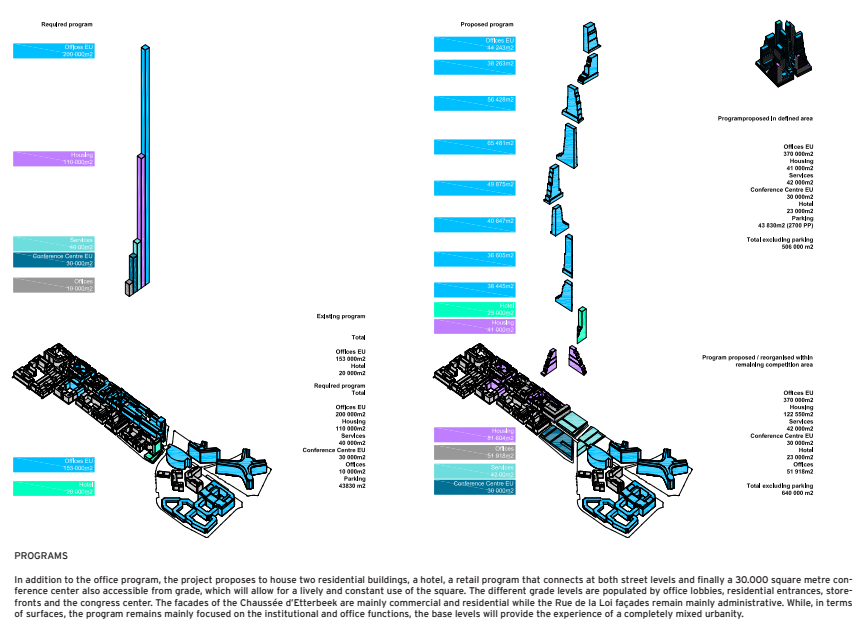 Required program
Offices EU
200 000m2
Housing
110 000m2
Services
Conference Centre EU
30 000m2
Offices
10 000m2
Existing program
Total
Offices EU
153 000m2
Hotel
20 000m2
Required program
Total
Offices EU
200 000m2
Housing
110 000m2
Services
40 000m2
Conference Centre EU
30 000m2
Offices
10 000m2
Parking
43830 m2
Offices EU
153 000m2
Hotel
20 000m2
Proposed program
Offices EU
44 243m2
38 263m2
56 428m2
65 481m2
49 875m2
40 647m2
36 605m2
38 445m2
Hotel
23 000m2
Housing
41 000m2
Housing
81 604m2
Offices
51 918m2
Services
Conference Centre EU
30 000m2
Programproposed in defined area
Offices EU
370 000m2
Housing
41 000m2
Services
42 000m2
Conference Centre EU
30 000m2
Hotel
23 000m2
Parking
43 830m2 (2700 PP)
Total excluding parking
506 000 m2
Program proposed / reorganised within
remaining competition area
Offices EU
370 000m2
Housing
122 550m2
Services
42 000m2
Conference Centre EU
30 000m2
Hotel
23 000m2
Offices
51 918m2
Total excluding parking
640 000 m2
PROGRAMS
In addition to the office program, the project proposes to house two residential buildings, a hotel, a retail program that connects at both street levels and finally a 30.000 square metre con-
ference center also accessible from grade, which will allow for a lively and constant use of the square. The different grade levels are populated by office lobbies, residential entrances, store-
fronts and the congress center. The facades of the Chaussée d'Etterbeek are mainly commercial and residential while the Rue de la Loi façades remain mainly administrative. While, in terms
of surfaces, the program remains mainly focused on the institutional and office functions, the base levels will provide the experience of a completely mixed urbanity.